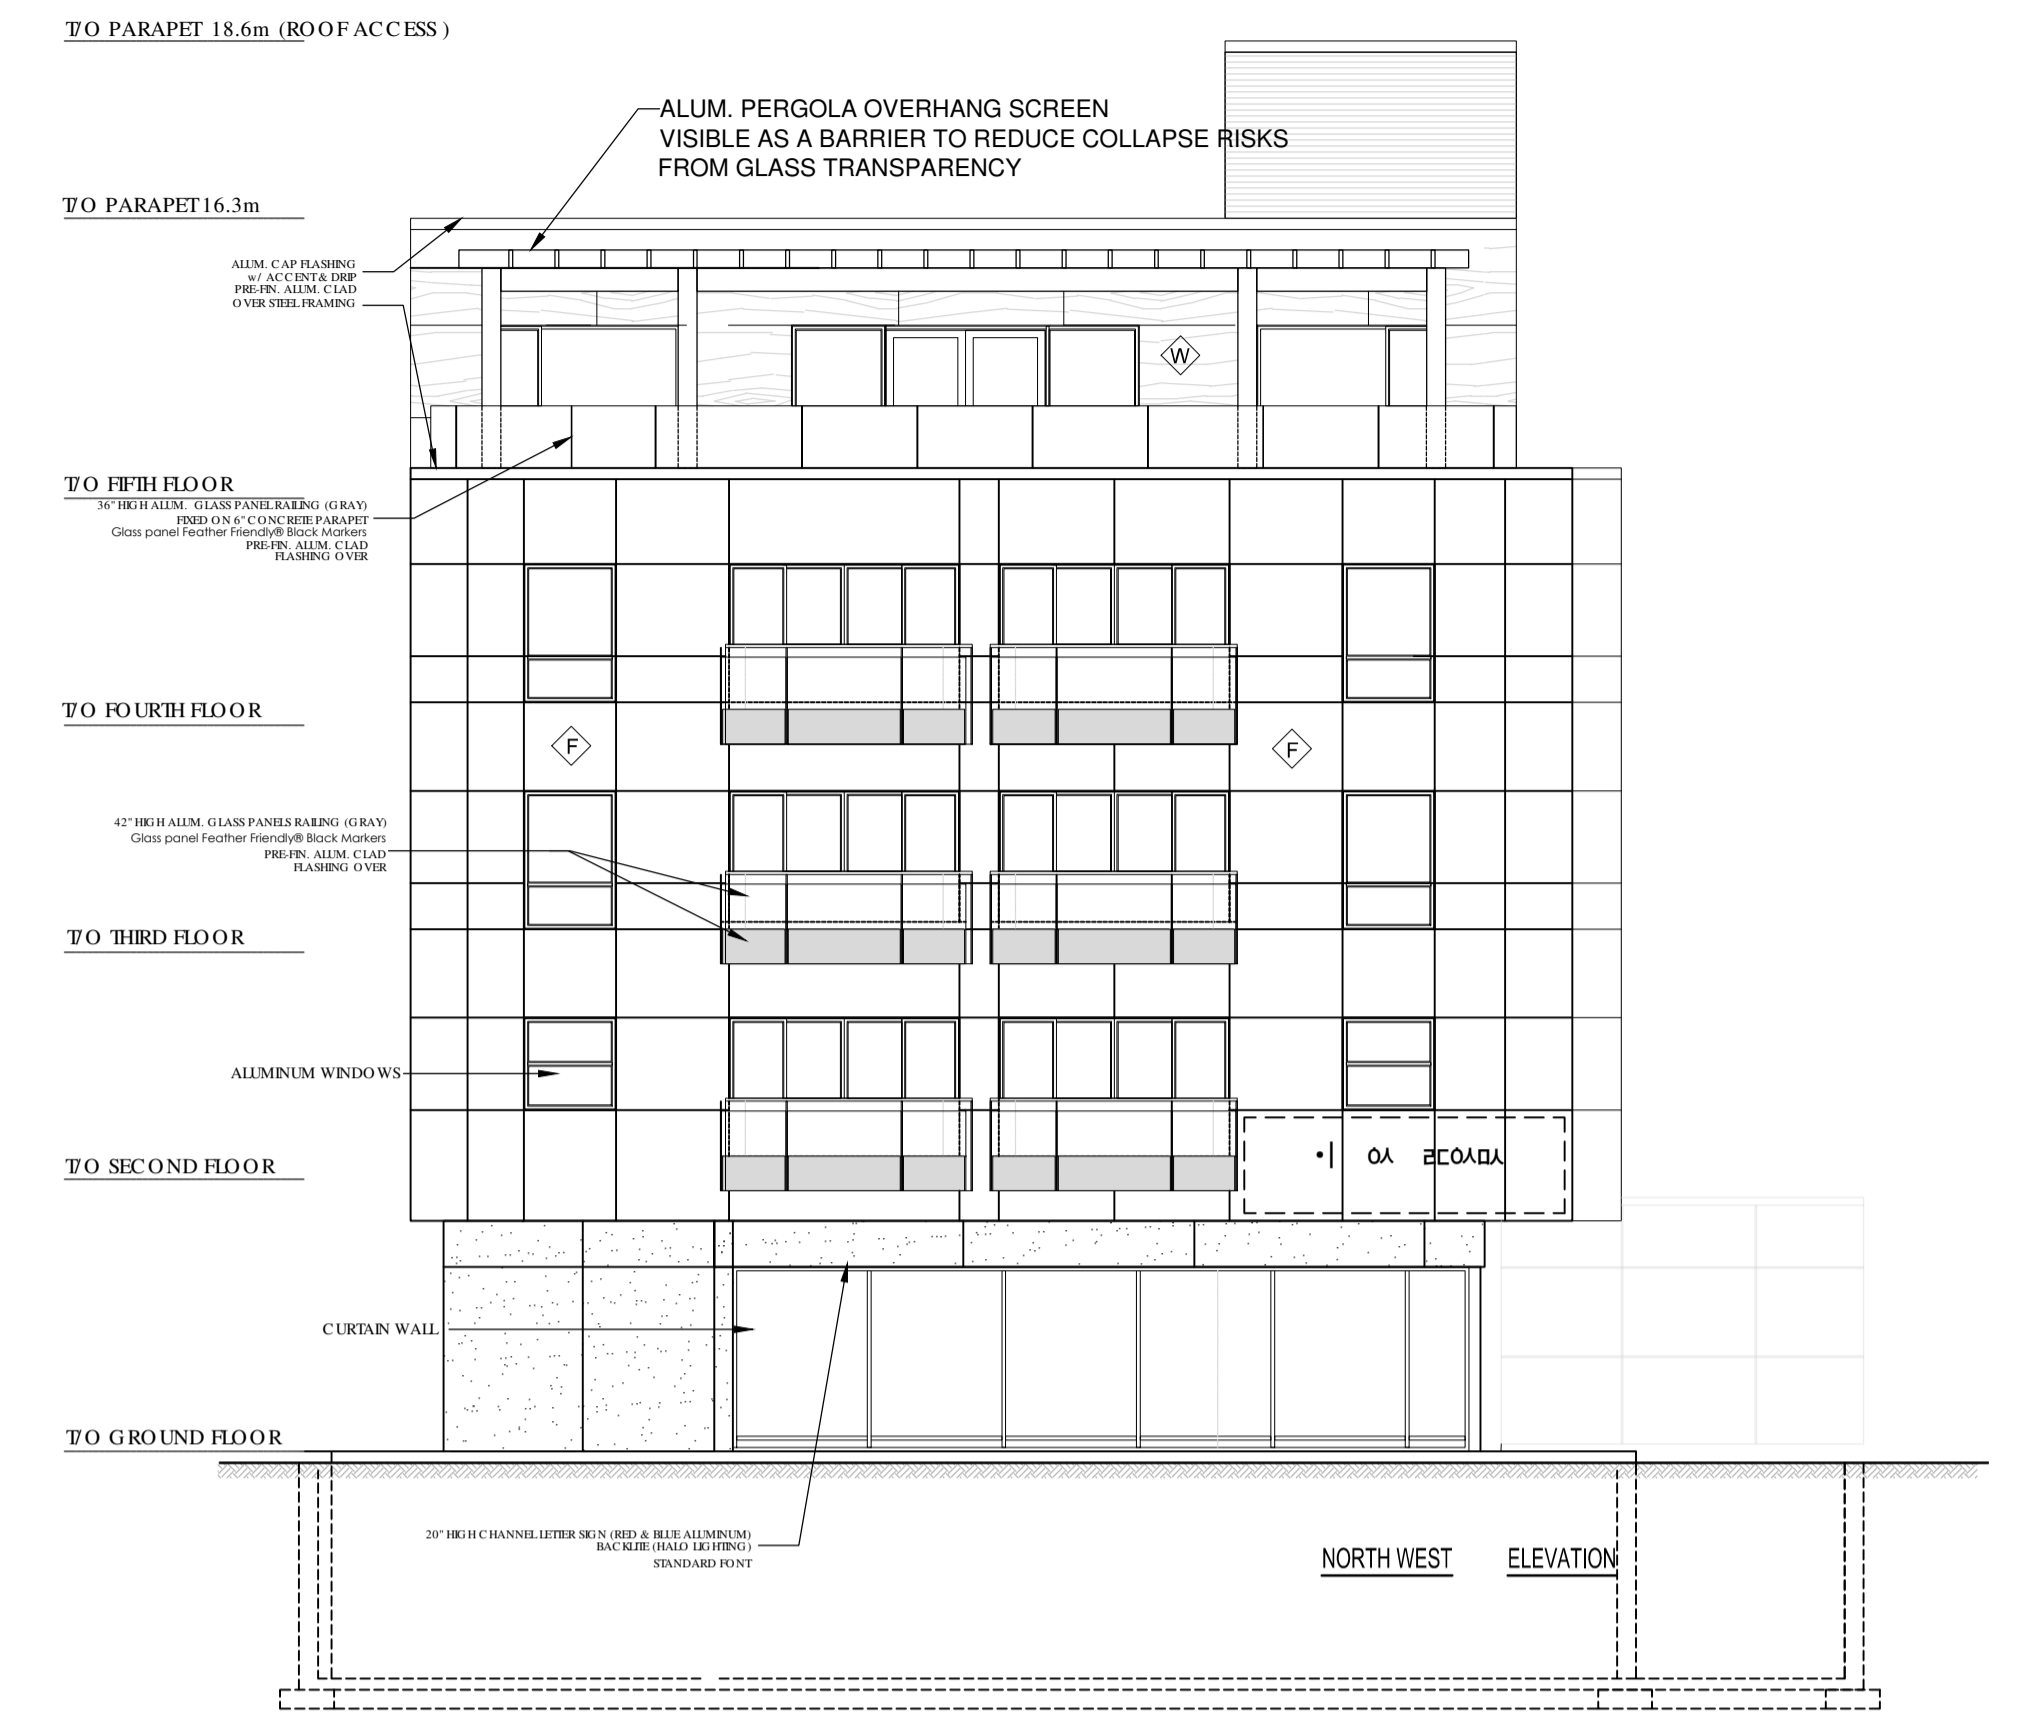 T/O PARAPET 18.6m (ROOF ACCESS)
ALUM. PERGOLA OVERHANG SCREEN
VISIBLE AS A BARRIER TO REDUCE COLLAPSE RISKS
FROM GLASS TRANSPARENCY
T/O PARAPET 16.3m
ALUM. CAP FLASHING
w/ ACCENT & DRIP
PRE-FIN. ALUM. CLAD
OVER STEEL FRAMING
W
T/O FIFTH FLOOR
36" HIGH ALUM. GLASS PANEL RAILING (GRAY)
FIXED ON 6" CONCRETE PARAPET
Glass panel Feather Friendly® Black Markers
PRE-FIN. ALUM. CLAD
FLASHING OVER
T/O FOURTH FLOOR
F
F
42" HIGH ALUM. GLASS PANELS RAILING (GRAY)
Glass panel Feather Friendly® Black Markers
PRE-FIN. ALUM. CLAD
FLASHING OVER
T/O THIRD FLOOR
ALUMINUM WINDOWS
T/O SECOND FLOOR
CURTAIN WALL
T/O GROUND FLOOR
20" HIGH CHANNEL LETTER SIGN (RED & BLUE ALUMINUM)
BACKLITE (HALO LIGHTING)
STANDARD FONT
NORTH WEST ELEVATION